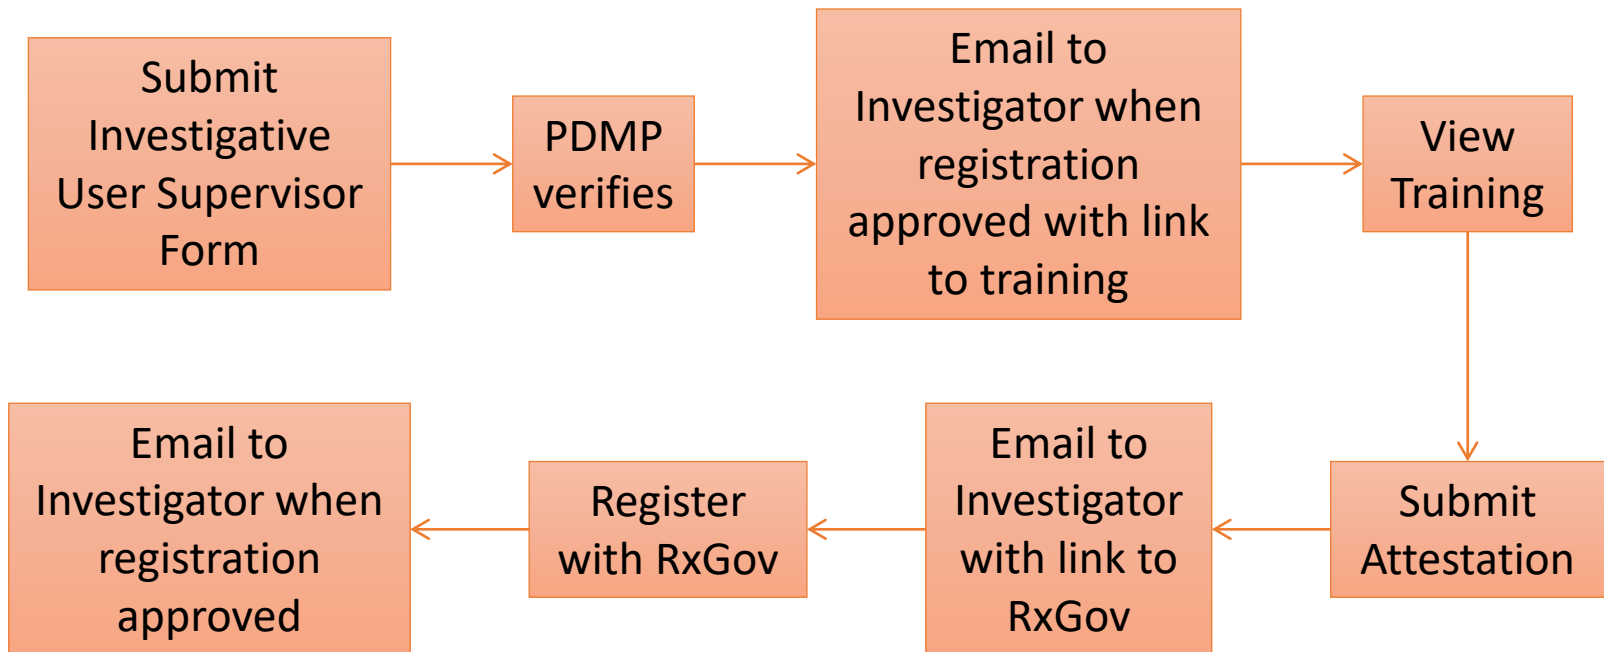 Submit
Investigative
User Supervisor
Form
PDMP
verifies
Email to
Investigator when
registration
approved with link
to training
View
Training
Submit
Attestation
Email to
Investigator
with link to
RxGov
Register
with RxGov
Email to
Investigator when
registration
approved